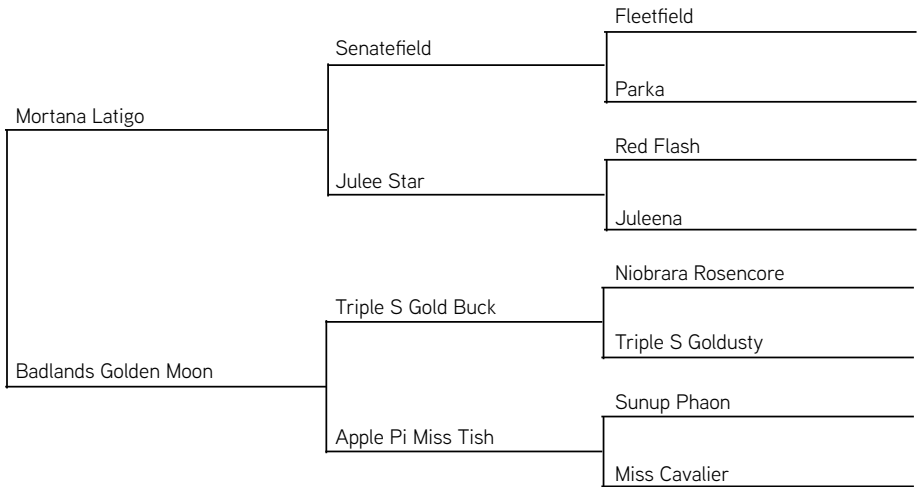 Fleetfield
Senatefield
Parka
Mortana Latigo
Red Flash
Julee Star
Juleena
Niobrara Rosencore
Triple S Gold Buck
Triple S Goldusty
Badlands Golden Moon
Sunup Phaon
Apple Pi Miss Tish
Miss Cavalier